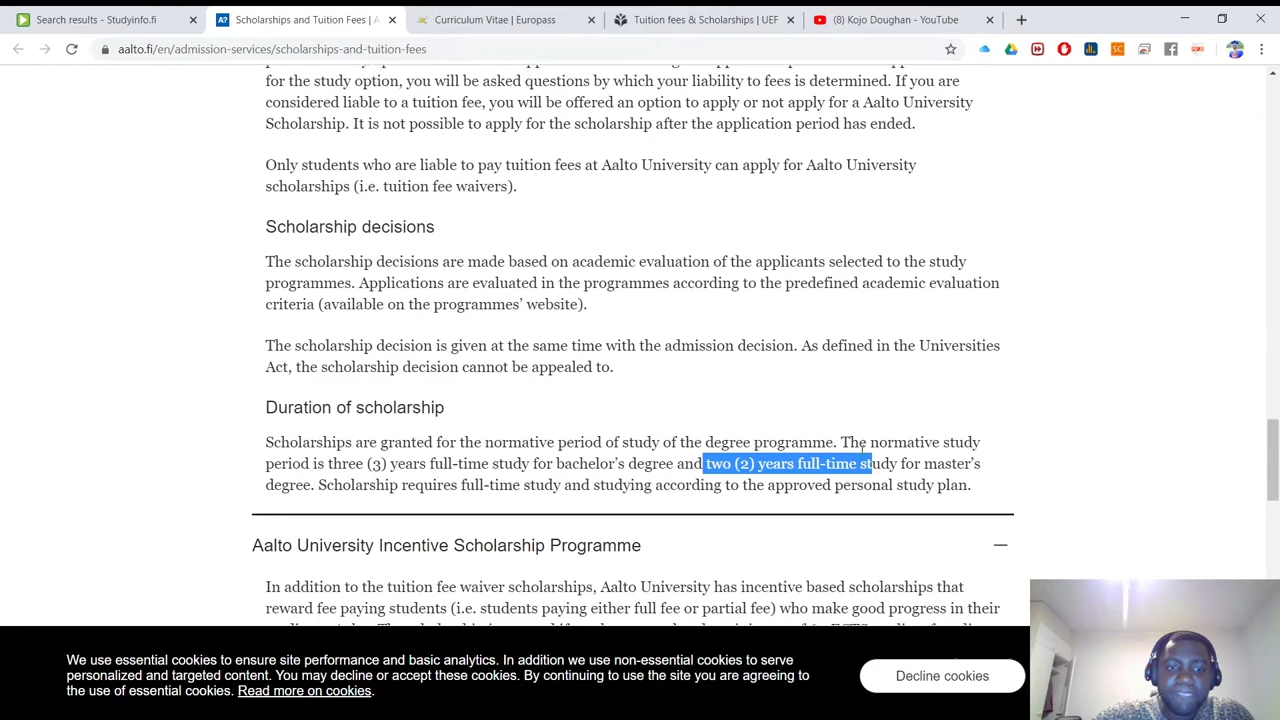 Search results - Studyinfo.fi
Scholarships and Tuition Fees | A
Curriculum Vitae | Europass
Tuition fees & Scholarships | UEF
(8) Kojo Doughan - YouTube
aalto.fi/en/admission-services/scholarships-and-tuition-fees
for the study option, you will be asked questions by which your liability to fees is determined. If you are
considered liable to a tuition fee, you will be offered an option to apply or not apply for a Aalto University
Scholarship. It is not possible to apply for the scholarship after the application period has ended.
Only students who are liable to pay tuition fees at Aalto University can apply for Aalto University
scholarships (i.e. tuition fee waivers).
Scholarship decisions
The scholarship decisions are made based on academic evaluation of the applicants selected to the study
programmes. Applications are evaluated in the programmes according to the predefined academic evaluation
criteria (available on the programmes’ website).
The scholarship decision is given at the same time with the admission decision. As defined in the Universities
Act, the scholarship decision cannot be appealed to.
Duration of scholarship
Scholarships are granted for the normative period of study of the degree programme. The normative study
period is three (3) years full-time study for bachelor’s degree and two (2) years full-time study for master’s
degree. Scholarship requires full-time study and studying according to the approved personal study plan.
Aalto University Incentive Scholarship Programme
In addition to the tuition fee waiver scholarships, Aalto University has incentive based scholarships that
reward fee paying students (i.e. students paying either full fee or partial fee) who make good progress in their
We use essential cookies to ensure site performance and basic analytics. In addition we use non-essential cookies to serve
personalized and targeted content. You may decline or accept these cookies. By continuing to use the site you are agreeing to
the use of essential cookies. Read more on cookies.
Decline cookies